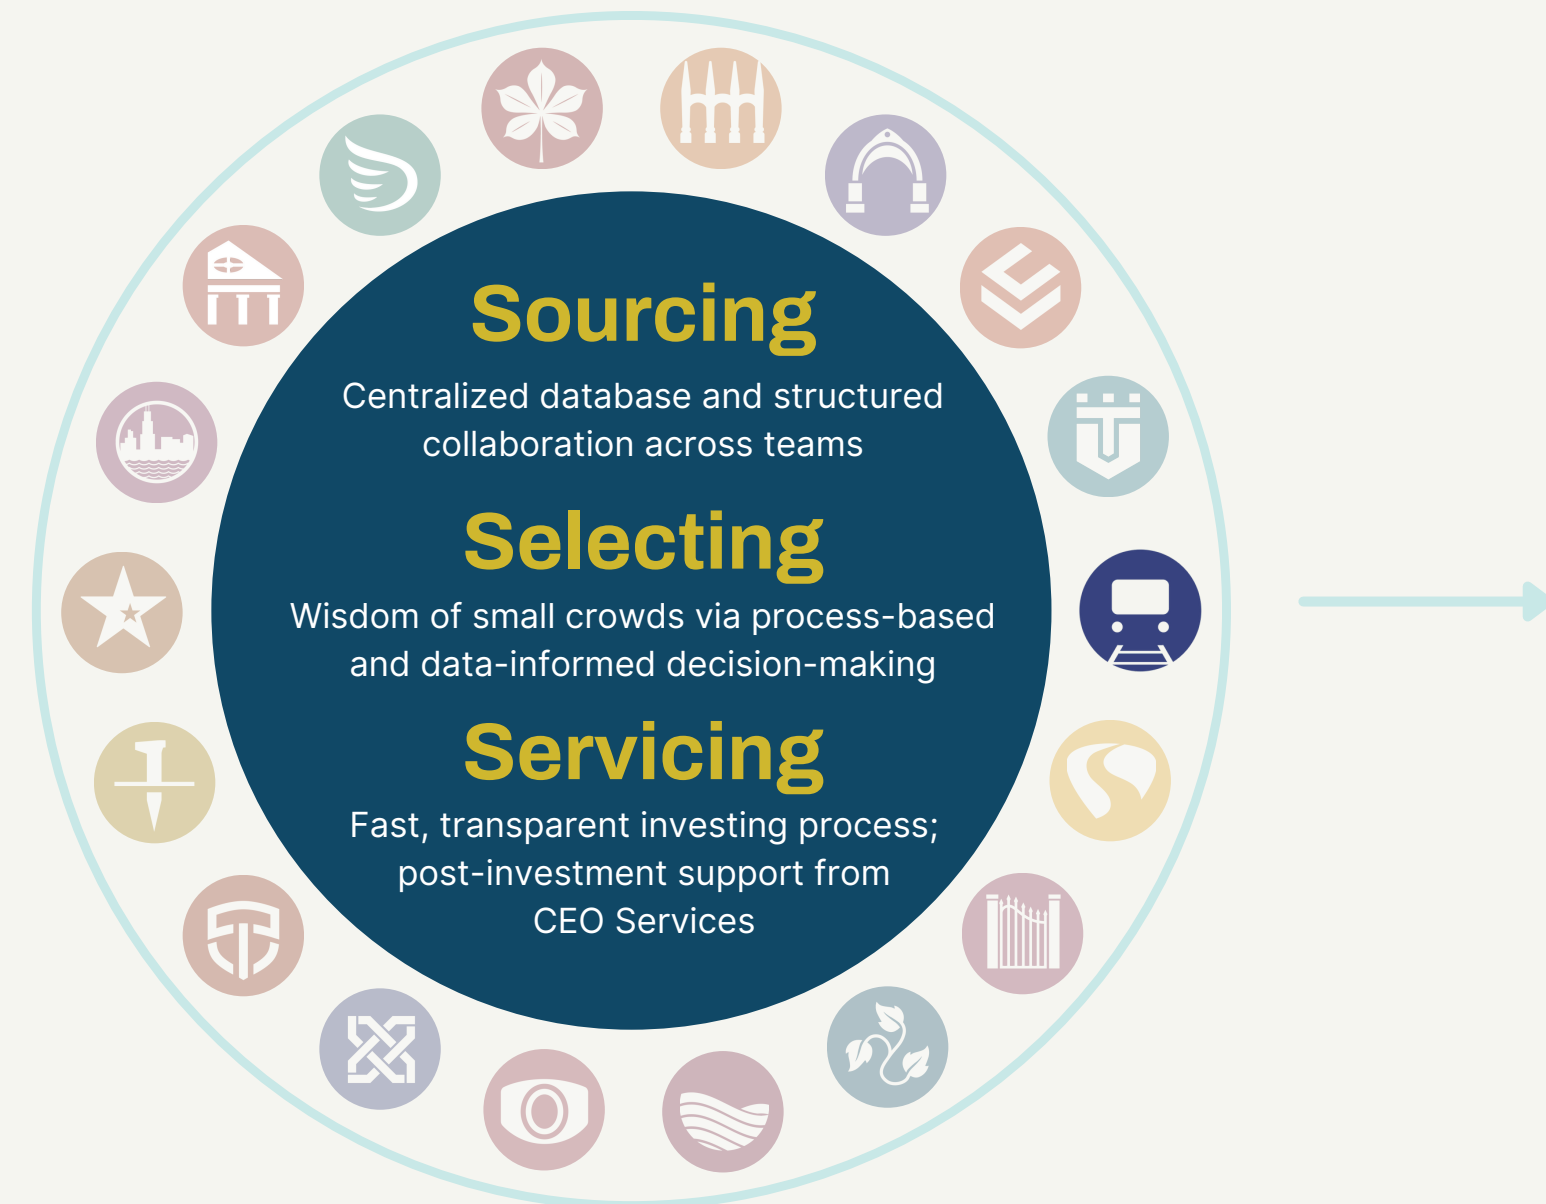 Sourcing
Centralized database and structured
collaboration across teams
Selecting
Wisdom of small crowds via process-based
and data-informed decision-making
Servicing
Fast, transparent investing process;
post-investment support from
CEO Services